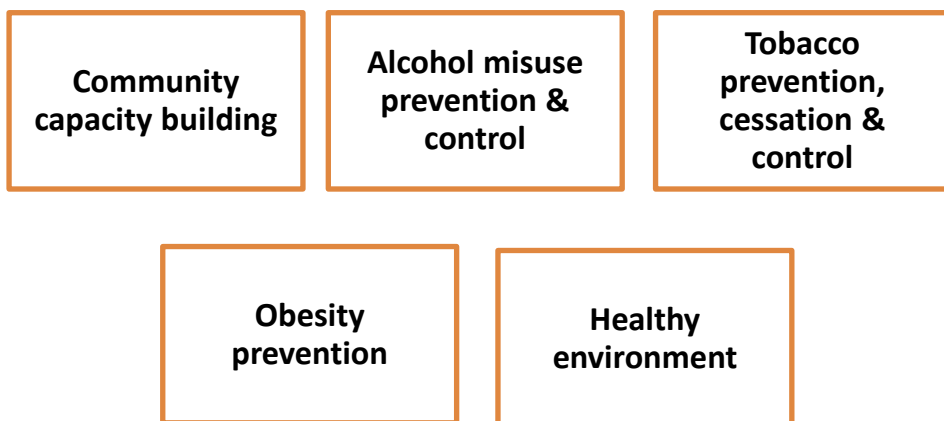 Community
capacity building
Alcohol misuse
prevention &
control
Tobacco
prevention,
cessation &
control
Obesity
prevention
Healthy
environment